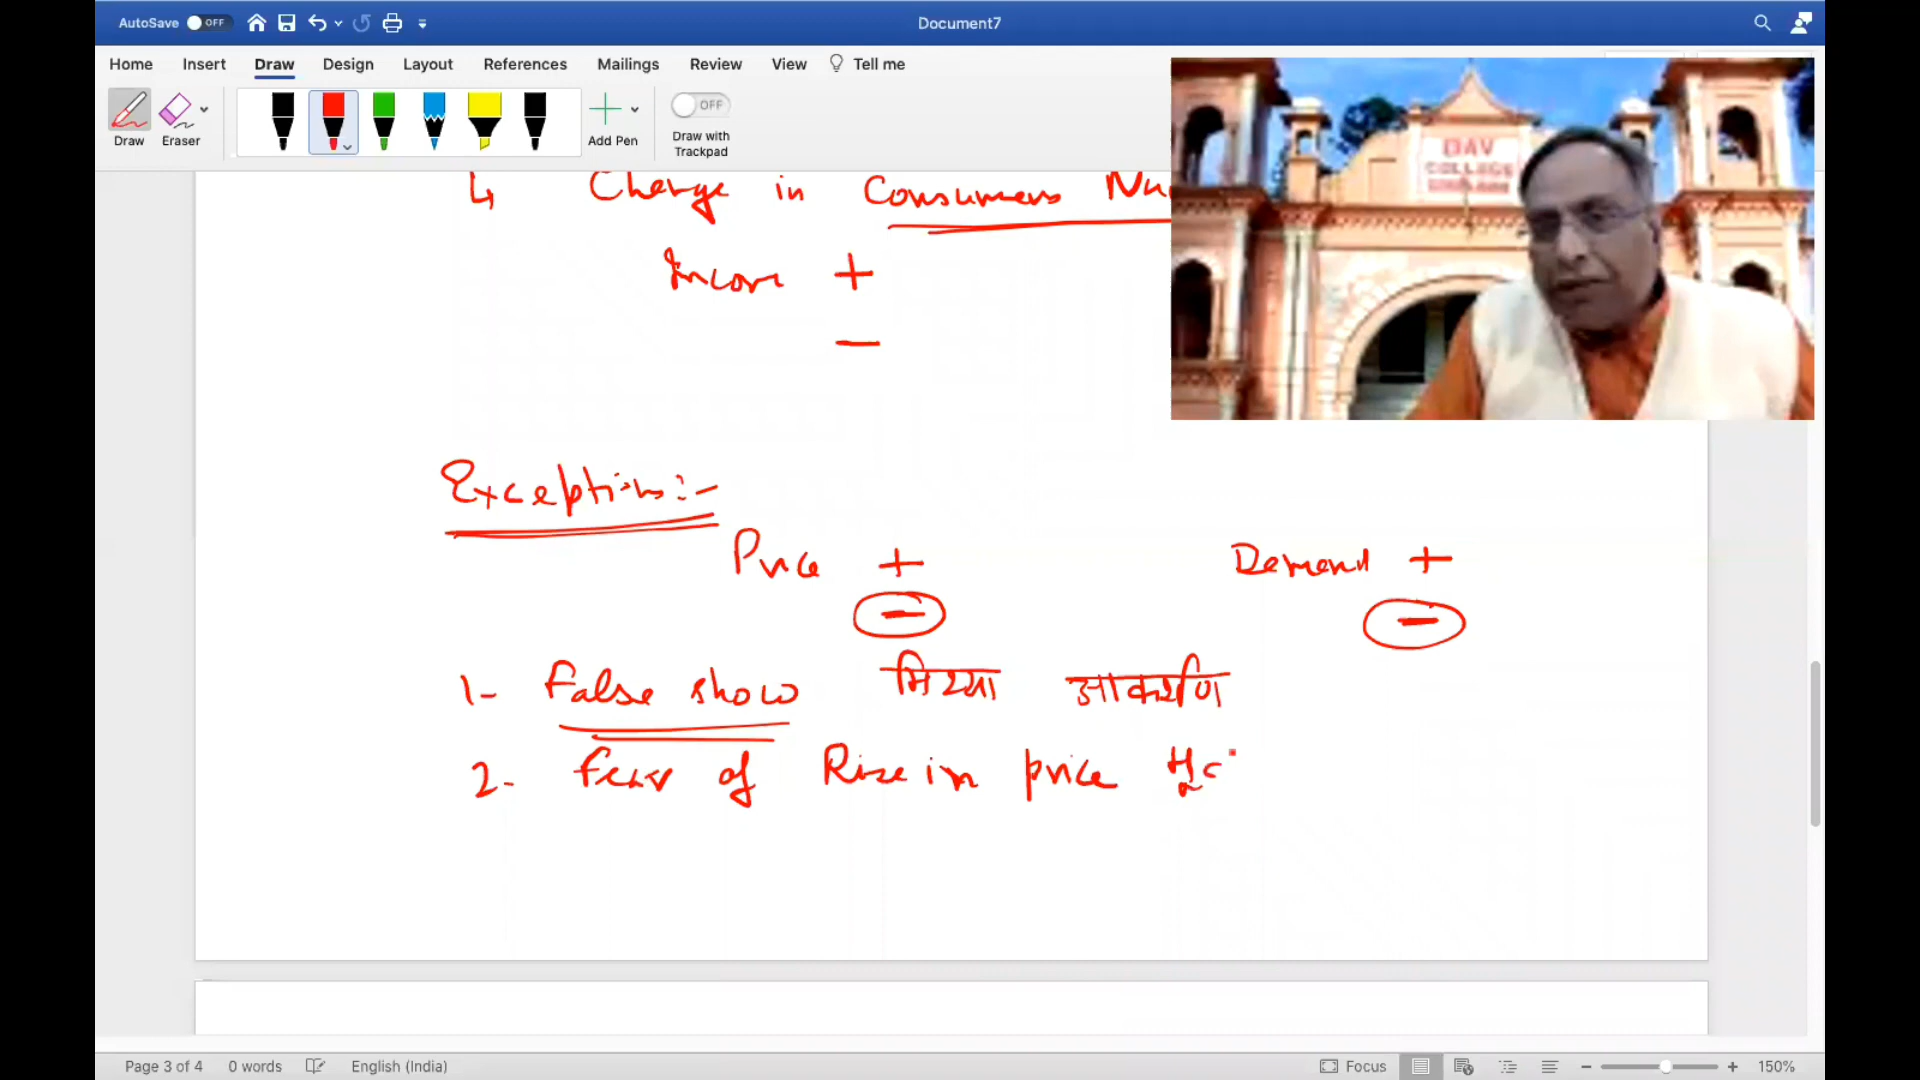 AutoSave OFF Document7
Home Insert Draw Design Layout References Mailings Review View Tell me
OFF
Draw Eraser Add Pen Draw with Trackpad
DAV
COLLEGE
4 Change in Consumers
Income +
−
Exception:-
Price + Demand +
− −
1- False show मिथ्या आकर्षण
2- fear of Rise in price
Page 3 of 4 0 words English (India) Focus 150%